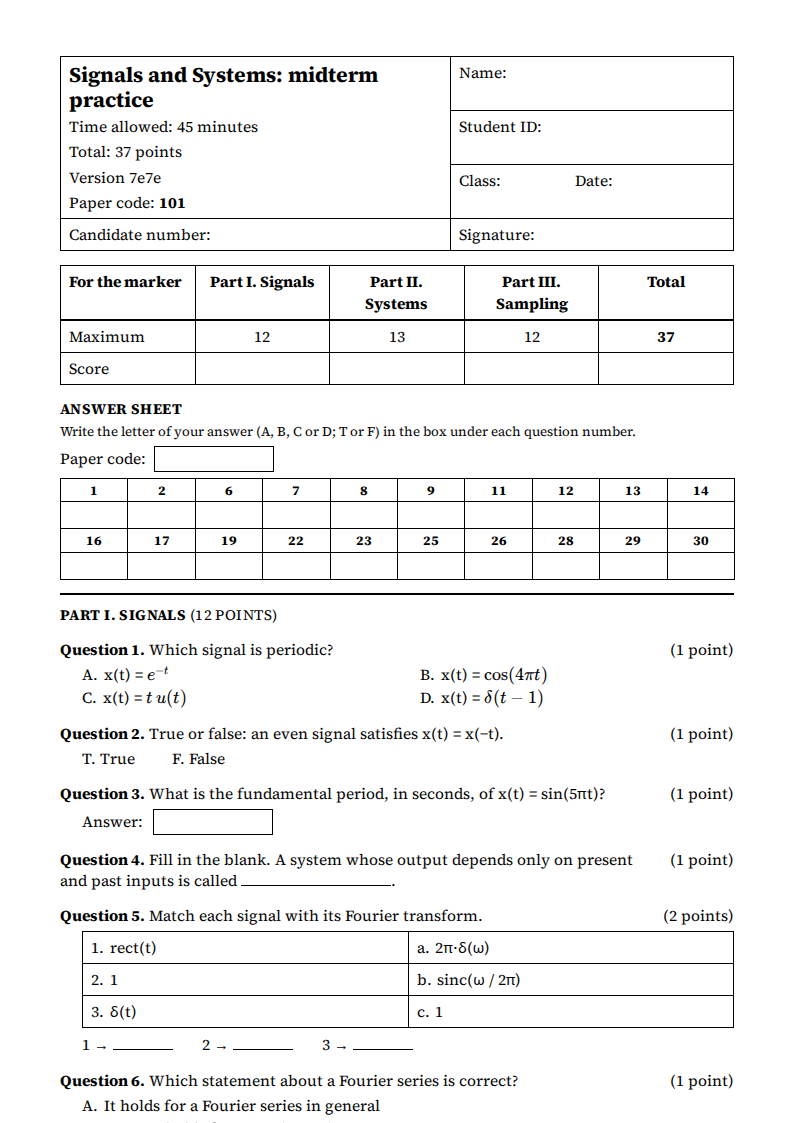 Signals and Systems: midterm
practice
Time allowed: 45 minutes
Total: 37 points
Version 7e7e
Paper code: 101
Name:
Student ID:
Class: Date:
Candidate number:
Signature:
For the marker Part I. Signals Part II. Systems Part III. Sampling Total
Maximum 12 13 12 37
Score
ANSWER SHEET
Write the letter of your answer (A, B, C or D; T or F) in the box under each question number.
Paper code:
1 2 6 7 8 9 11 12 13 14
16 17 19 22 23 25 26 28 29 30
PART I. SIGNALS (12 POINTS)
Question 1. Which signal is periodic? (1 point)
A. x(t) = e^{−t} B. x(t) = cos(4πt)
C. x(t) = t u(t) D. x(t) = δ(t − 1)
Question 2. True or false: an even signal satisfies x(t) = x(−t). (1 point)
T. True F. False
Question 3. What is the fundamental period, in seconds, of x(t) = sin(5πt)? (1 point)
Answer:
Question 4. Fill in the blank. A system whose output depends only on present (1 point)
and past inputs is called ____.
Question 5. Match each signal with its Fourier transform. (2 points)
1. rect(t) a. 2π·δ(ω)
2. 1 b. sinc(ω / 2π)
3. δ(t) c. 1
1 → ____ 2 → ____ 3 → ____
Question 6. Which statement about a Fourier series is correct? (1 point)
A. It holds for a Fourier series in general